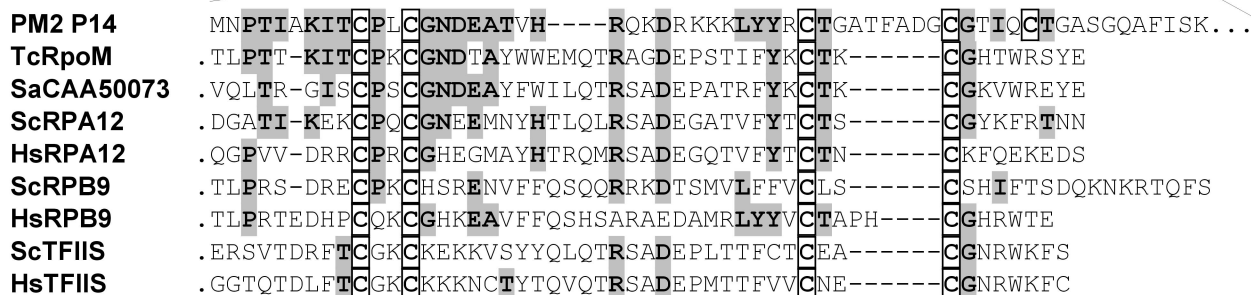 PM2 P14 MNPTIAKITCPLCGNDEATVH----RQKDRKKKLYYRCTGATFADGCGTIQCTGASGQAFISK...
TcRpoM .TLPTT-KITCPKCGNDTAYWWEMQTRAGDEPSTIFYKCTK------CGHTWRSYE
SaCAA50073 .VQLTR-GISCPSCGNDEAYFWILQTRSADEPATRFYKCTK------CGKVWREYE
ScRPA12 .DGATI-KEKCPQCGNEEMNYHTLQLRSADEGATVFYTCTS------CGYKFRTNN
HsRPA12 .QGPVV-DRRCPRCGHEGMAYHTRQMRSADEGQTVFYTCTN------CKFQEKEDS
ScRPB9 .TLPRS-DRECPKCHSRENVFFQSQQRRKDTSMVLFFVCLS------CSHIFTSDQKNKRTQFS
HsRPB9 .TLPRTEDHPCQKCGHKEAVFFQSHSARAEDAMRLYYVCTAPH-----CGHRWTE
ScTFIIS .ERSVTDRFTCGKCKEKKVSYYQLQTRSADEPLTTFCTCEA------CGNRWKFS
HsTFIIS .GGTQTDLFTCGKCKKKNCTYTQVQTRSADEPMTTFVVCNE------CGNRWKFC